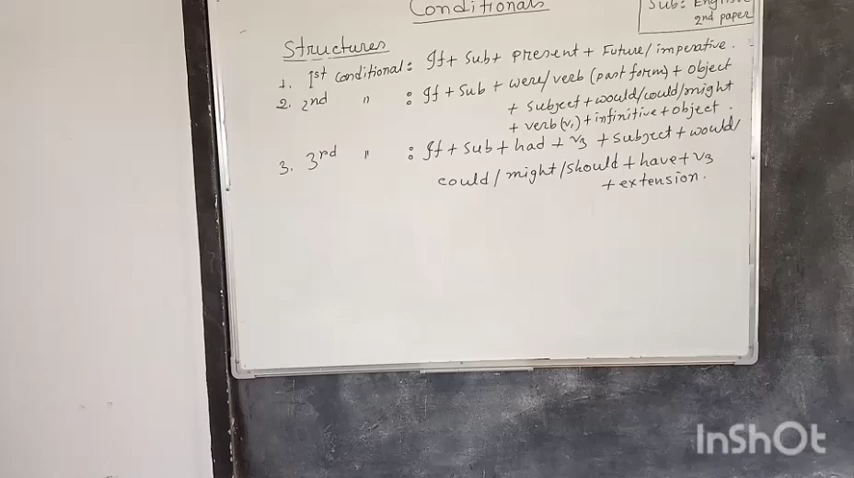 Conditionals
Sub: English
2nd paper
Structures
1. 1st conditional: If + Sub + present + Future/imperative.
2. 2nd " : If + Sub + were/verb (past form) + object
+ subject + would/could/might
+ verb (v1) + infinitive + object.
3. 3rd " : If + Sub + had + v3 + subject + would/
could/might/should + have + v3
+ extension.
InShOt